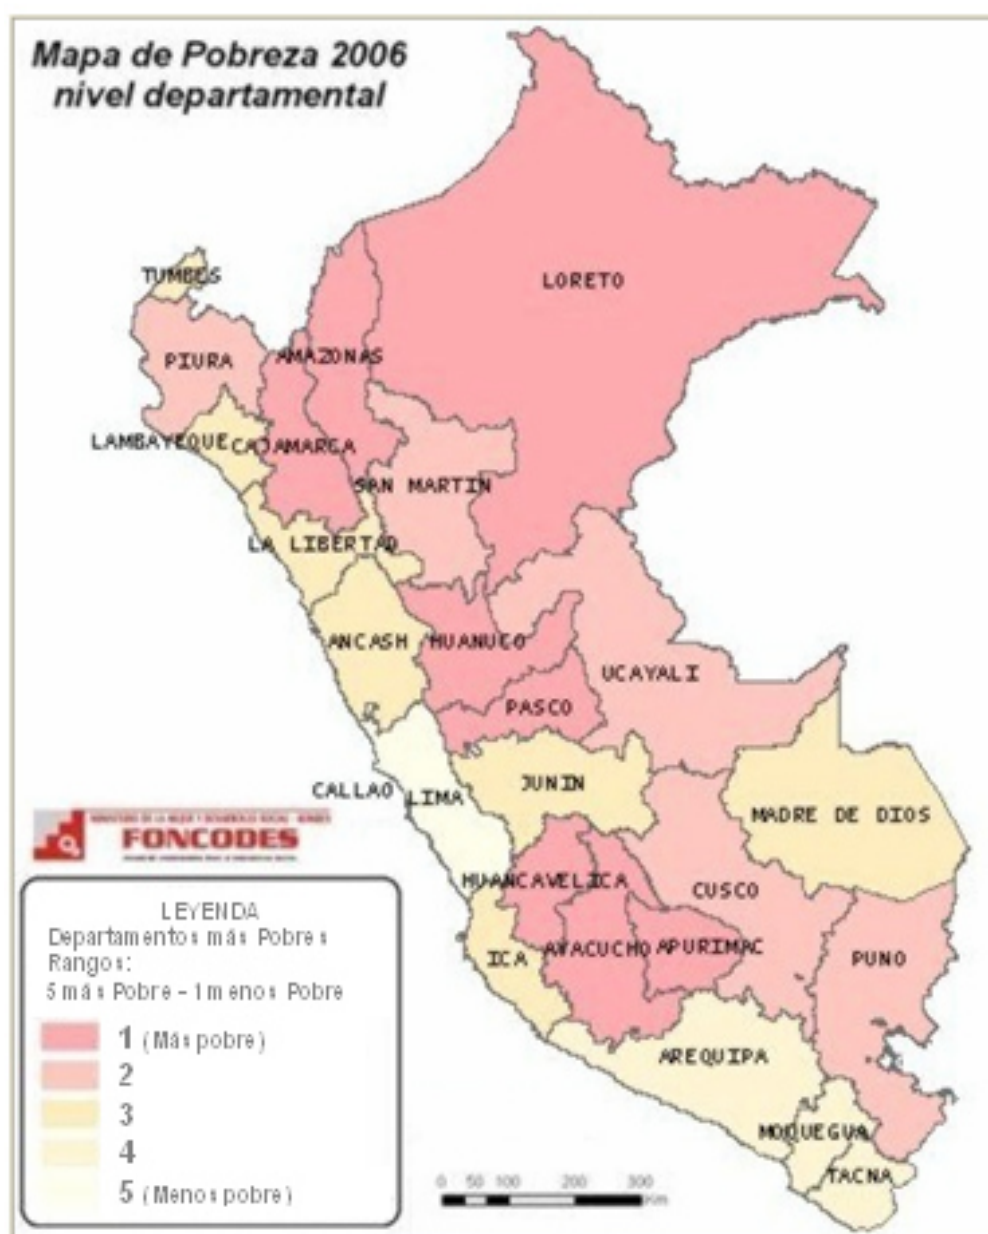 Mapa de Pobreza 2006
nivel departamental
LORETO
TUMBES
AMAZONAS
PIURA
LAMBAYEQUE
CAJAMARCA
SAN MARTIN
LA LIBERTAD
ANCASH
HUANUCO
UCAYALI
PASCO
CALLAO
LIMA
JUNIN
MADRE DE DIOS
FONCODES
HUANCAVELICA
CUSCO
AYACUCHO
APURIMAC
ICA
PUNO
AREQUIPA
MOQUEGUA
TACNA
LEYENDA
Departamentos más Pobres
Rangos:
5 más Pobre - 1 menos Pobre
1 (Más pobre)
2
3
4
5 (Menos pobre)
0 50 100 200 300
Km